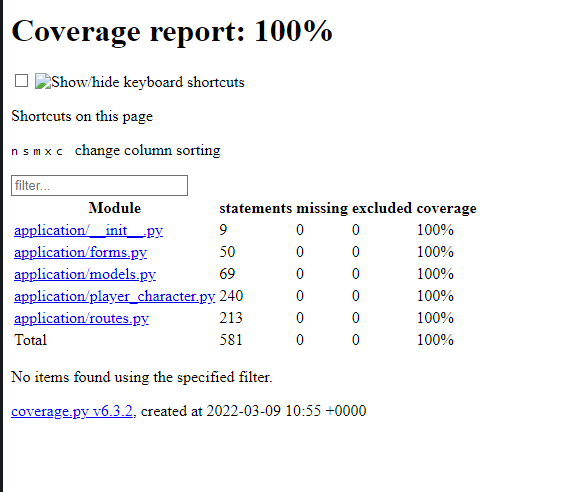 Coverage report: 100%
Show/hide keyboard shortcuts
Shortcuts on this page
n s m x c change column sorting
filter...
Module statements missing excluded coverage
application/__init__.py 9 0 0 100%
application/forms.py 50 0 0 100%
application/models.py 69 0 0 100%
application/player_character.py 240 0 0 100%
application/routes.py 213 0 0 100%
Total 581 0 0 100%
No items found using the specified filter.
coverage.py v6.3.2, created at 2022-03-09 10:55 +0000